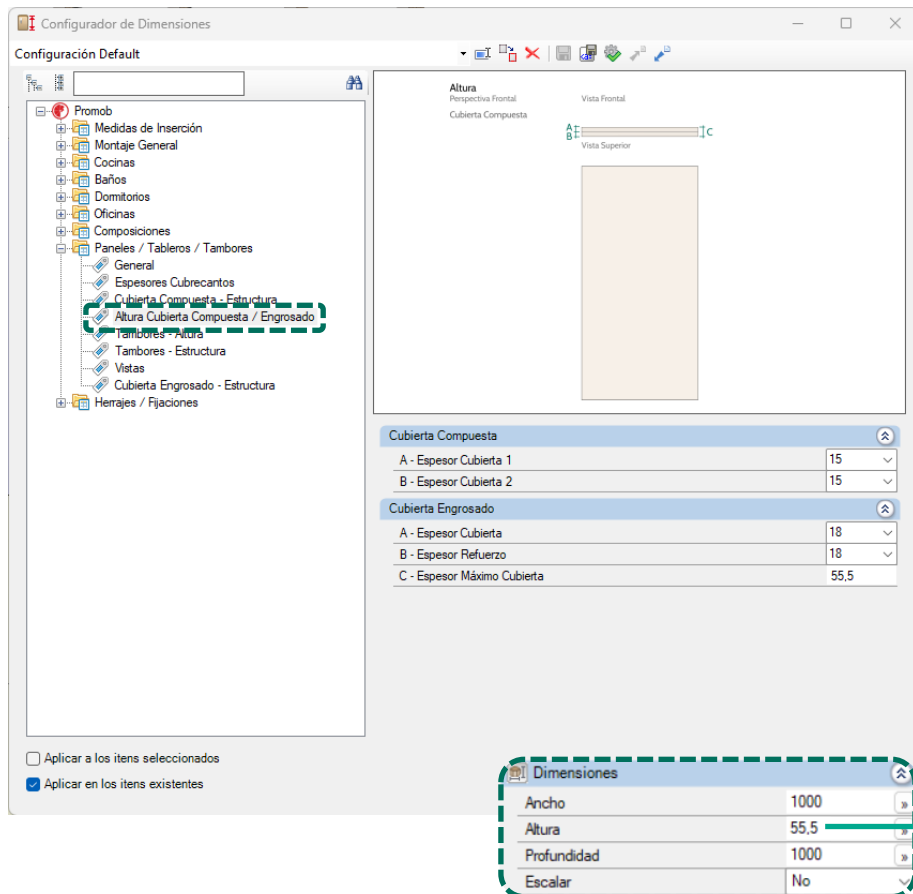 Configurador de Dimensiones
Configuración Default
Promob
Medidas de Inserción
Montaje General
Cocinas
Baños
Dormitorios
Oficinas
Composiciones
Paneles / Tableros / Tambores
General
Espesores Cubrecantos
Cubierta Compuesta - Estructura
Altura Cubierta Compuesta / Engrosado
Tambores - Altura
Tambores - Estructura
Vistas
Cubierta Engrosado - Estructura
Herrajes / Fijaciones
Altura
Perspectiva Frontal Vista Frontal
Cubierta Compuesta
A
B
C
Vista Superior
Cubierta Compuesta
A - Espesor Cubierta 1 15
B - Espesor Cubierta 2 15
Cubierta Engrosado
A - Espesor Cubierta 18
B - Espesor Refuerzo 18
C - Espesor Máximo Cubierta 55,5
Aplicar a los itens seleccionados
Aplicar en los itens existentes
Dimensiones
Ancho 1000 »
Altura 55,5 »
Profundidad 1000 »
Escalar No